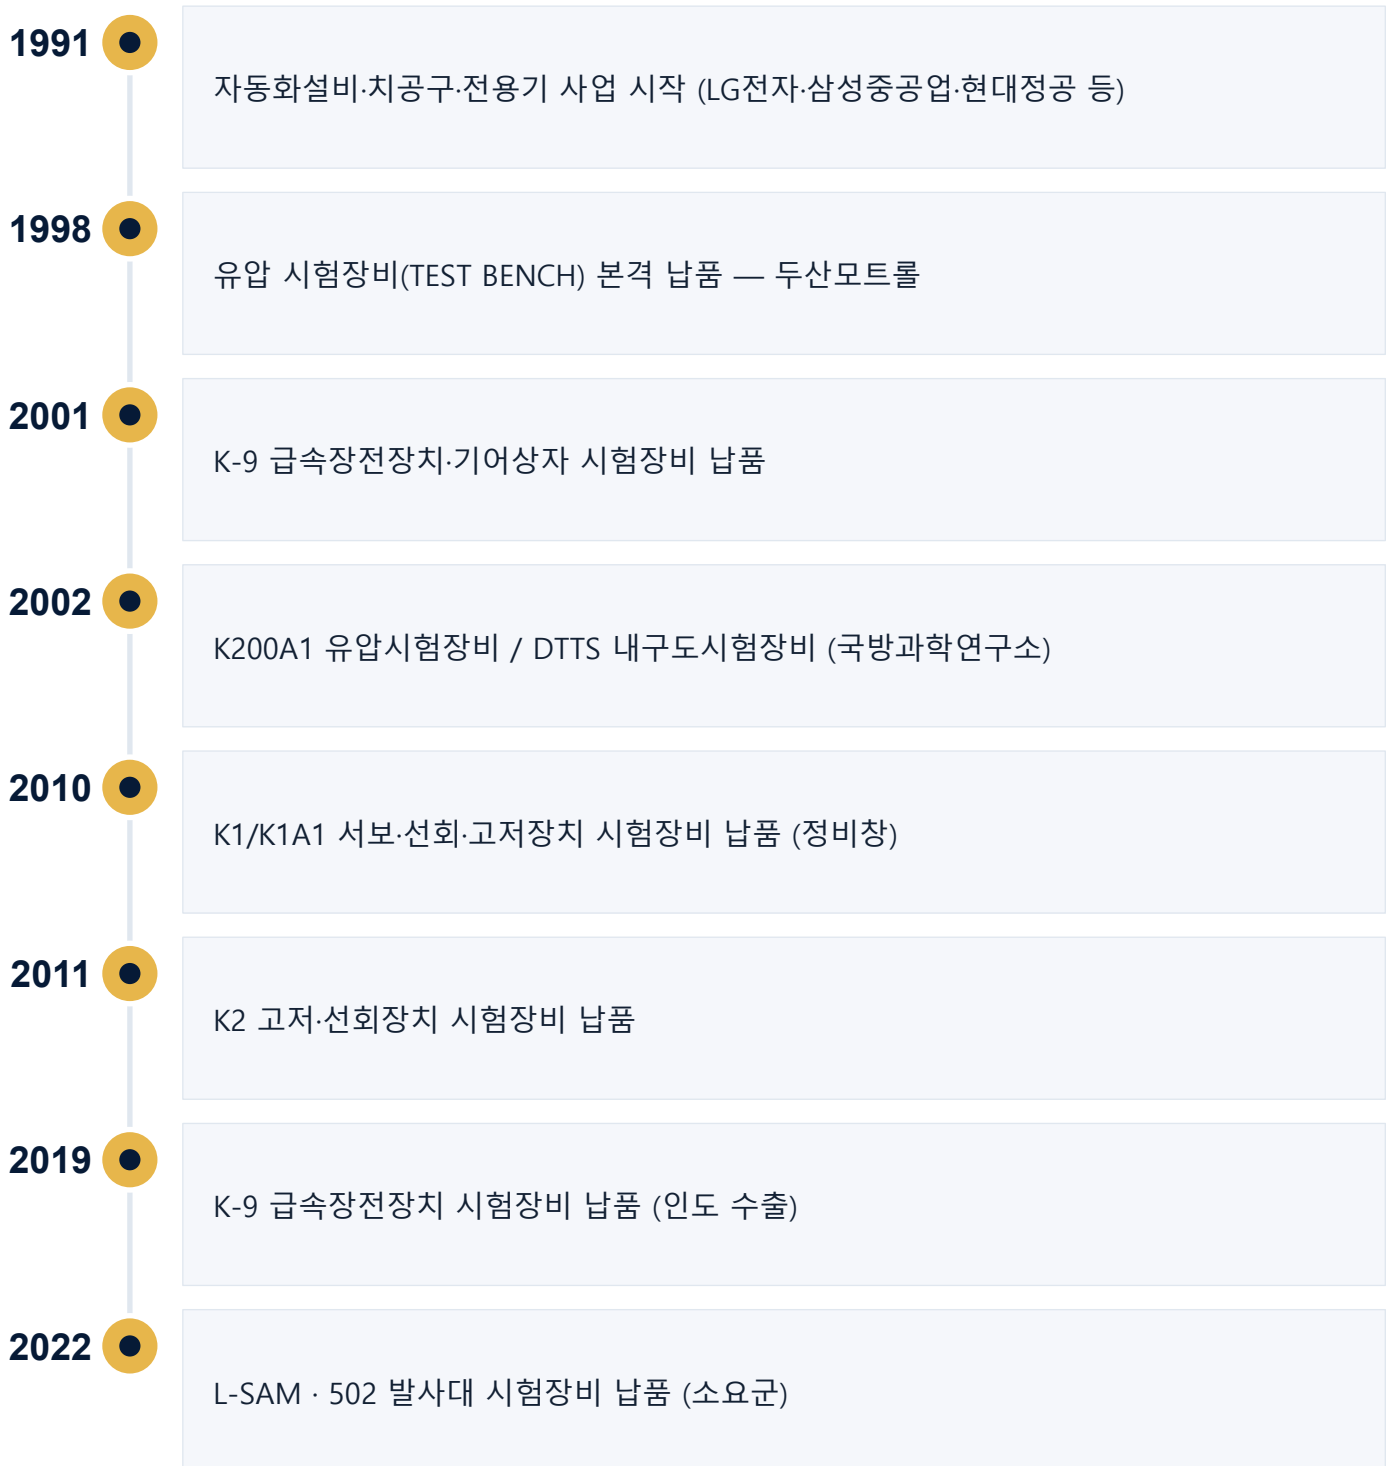 1991
자동화설비·치공구·전용기 사업 시작 (LG전자·삼성중공업·현대정공 등)
1998
유압 시험장비(TEST BENCH) 본격 납품 — 두산모트롤
2001
K-9 급속장전장치·기어상자 시험장비 납품
2002
K200A1 유압시험장비 / DTTS 내구도시험장비 (국방과학연구소)
2010
K1/K1A1 서보·선회·고저장치 시험장비 납품 (정비창)
2011
K2 고저·선회장치 시험장비 납품
2019
K-9 급속장전장치 시험장비 납품 (인도 수출)
2022
L-SAM · 502 발사대 시험장비 납품 (소요군)